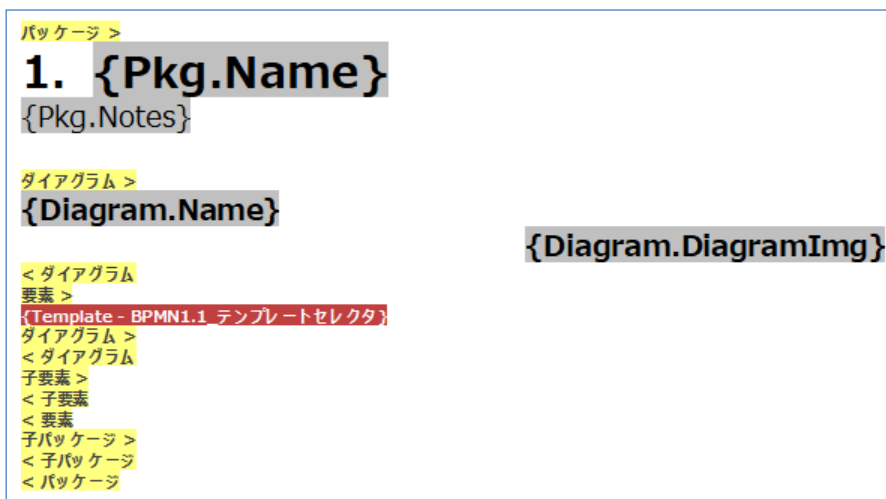 パッケージ >
1. {Pkg.Name}
{Pkg.Notes}
ダイアグラム >
{Diagram.Name}
{Diagram.DiagramImg}
< ダイアグラム
要素 >
{Template - BPMN1.1_テンプレートセレクタ}
ダイアグラム >
< ダイアグラム
子要素 >
< 子要素
< 要素
子パッケージ >
< 子パッケージ
< パッケージ